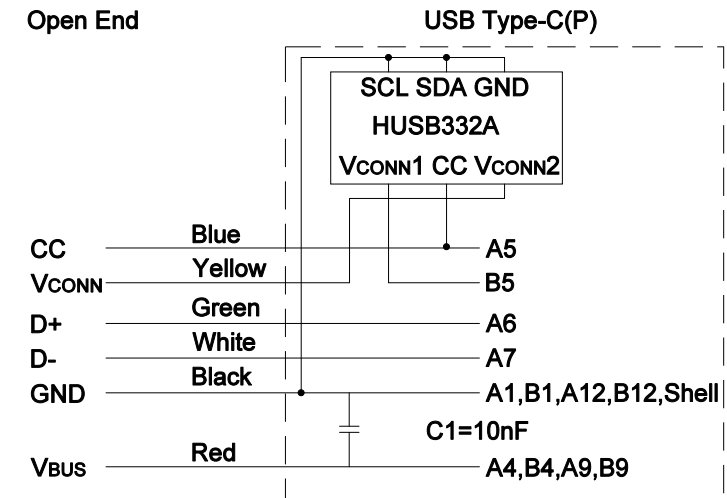 Open End USB Type-C(P)
SCL SDA GND
HUSB332A
VCONN1 CC VCONN2
CC Blue A5
VCONN Yellow B5
D+ Green A6
D- White A7
GND Black A1,B1,A12,B12,Shell
C1=10nF
VBUS Red A4,B4,A9,B9